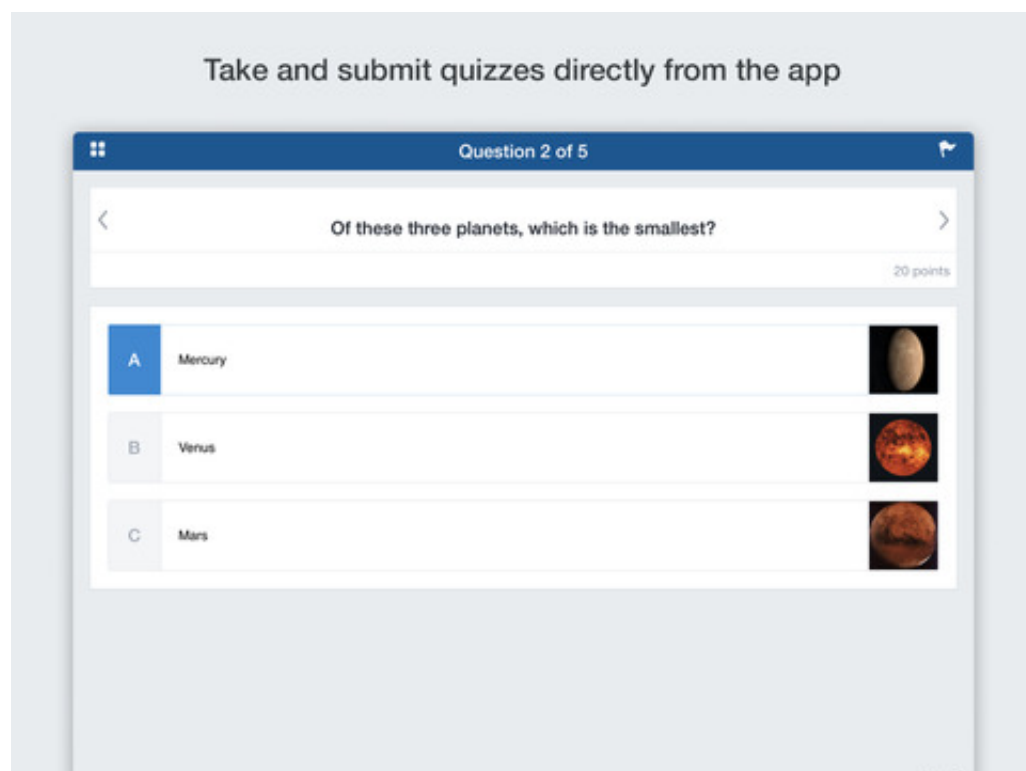 Take and submit quizzes directly from the app
Question 2 of 5
Of these three planets, which is the smallest?
20 points
A Mercury
B Venus
C Mars